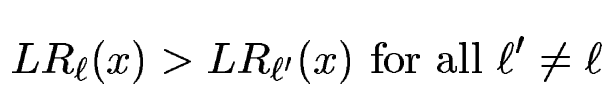 LR_ℓ(x) > LR_ℓ′(x) for all ℓ′ ≠ ℓ